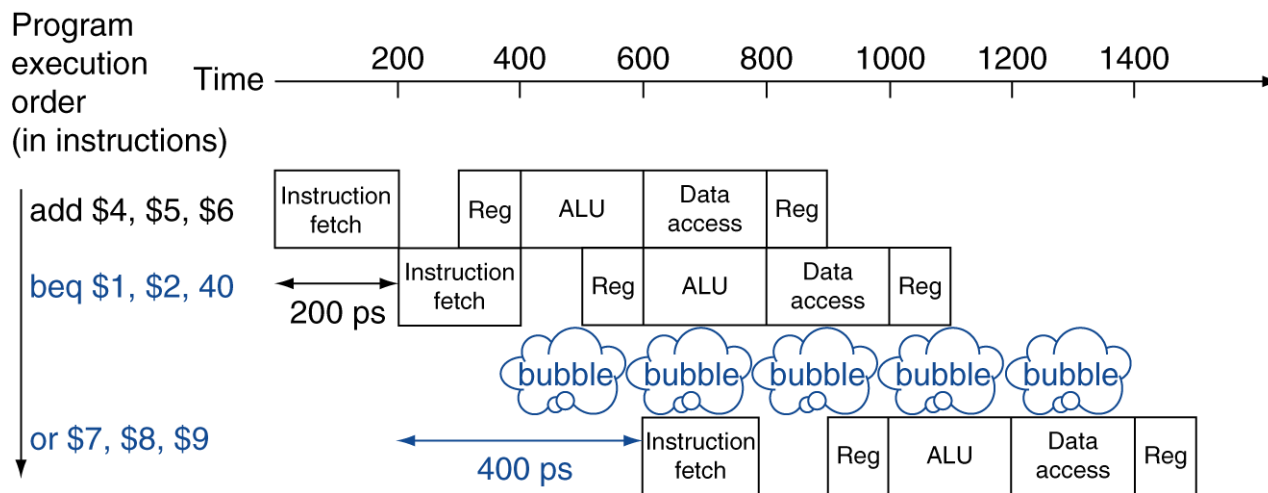 Program
execution
order
(in instructions)
Time
200 400 600 800 1000 1200 1400
add $4, $5, $6
Instruction
fetch
Reg
ALU
Data
access
Reg
beq $1, $2, 40
200 ps
Instruction
fetch
Reg
ALU
Data
access
Reg
bubble bubble bubble bubble bubble
or $7, $8, $9
400 ps
Instruction
fetch
Reg
ALU
Data
access
Reg